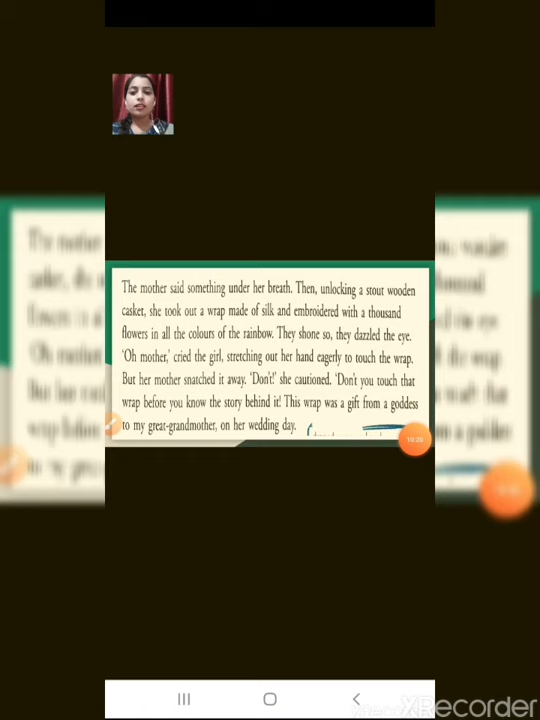 The mother said something under her breath. Then, unlocking a stout wooden
casket, she took out a wrap made of silk and embroidered with a thousand
flowers in all the colours of the rainbow. They shone so, they dazzled the eye.
‘Oh mother,’ cried the girl, stretching out her hand eagerly to touch the wrap.
But her mother snatched it away. ‘Don't!’ she cautioned. ‘Don't you touch that
wrap before you know the story behind it! This wrap was a gift from a goddess
to my great-grandmother, on her wedding day.
XRecorder